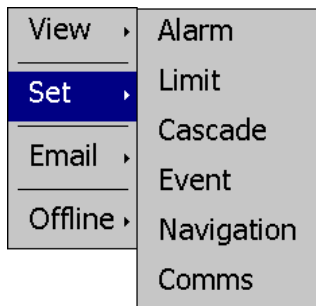 View
Set
Email
Offline
Alarm
Limit
Cascade
Event
Navigation
Comms